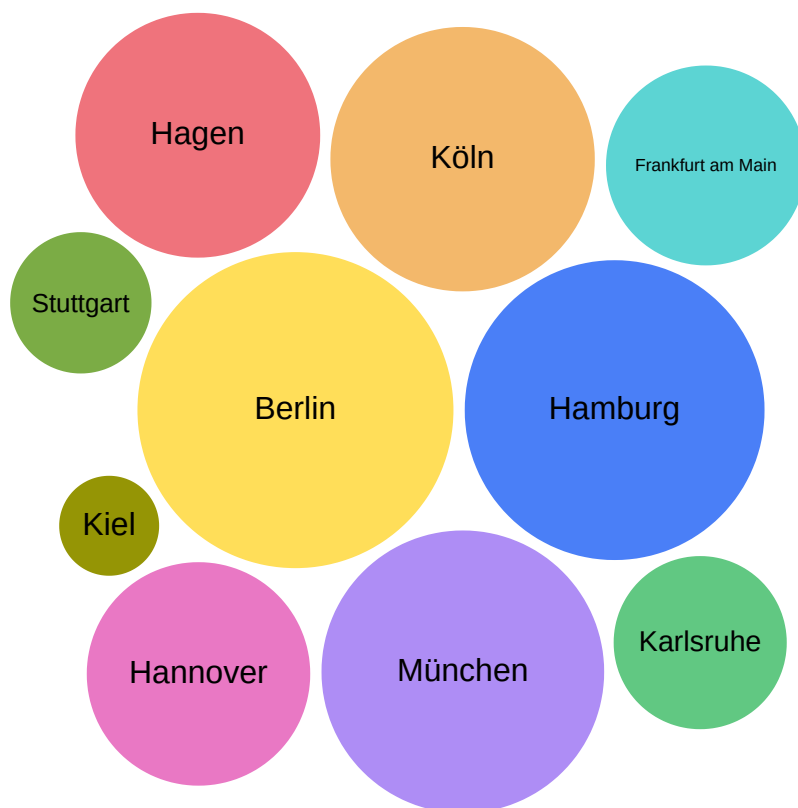 Hagen
Köln
Frankfurt am Main
Stuttgart
Berlin
Hamburg
Kiel
Hannover
München
Karlsruhe